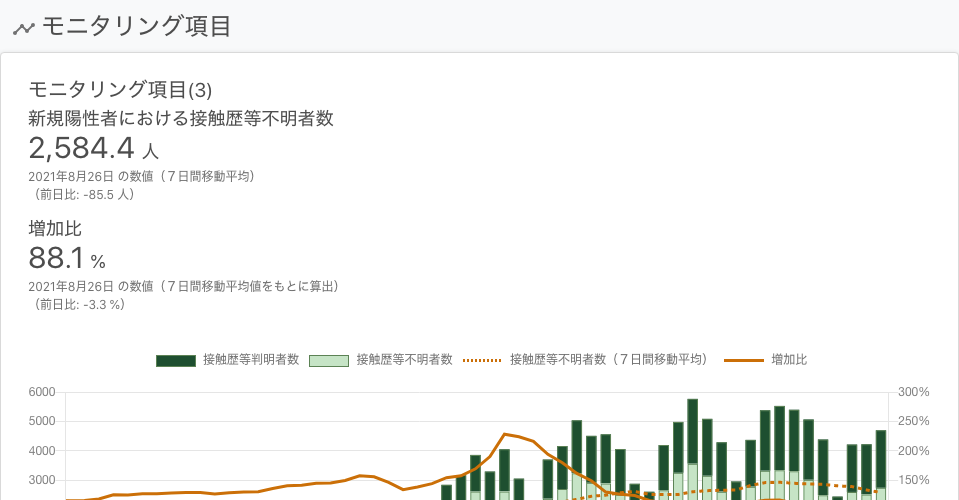 モニタリング項目
モニタリング項目(3)
新規陽性者における接触歴等不明者数
2,584.4 人
2021年8月26日 の数値（７日間移動平均）
（前日比: -85.5 人）
増加比
88.1 %
2021年8月26日 の数値（７日間移動平均値をもとに算出）
（前日比: -3.3 %）
接触歴等判明者数 接触歴等不明者数 接触歴等不明者数（７日間移動平均） 増加比
6000 300%
5000 250%
4000 200%
3000 150%